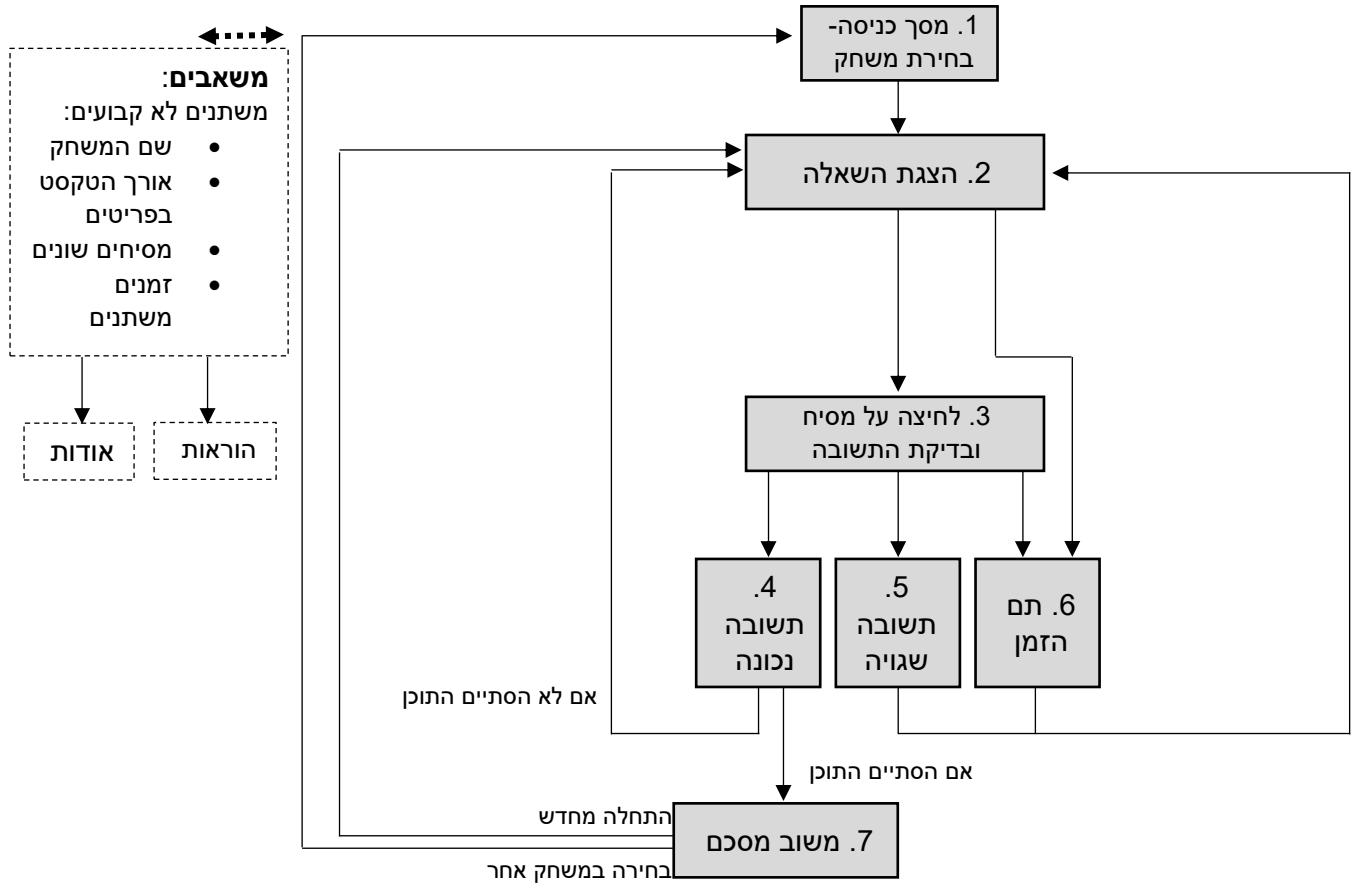 1. מסך כניסה-
בחירת משחק
משאבים:
משתנים לא קבועים:
• שם המשחק
• אורך הטקסט
בפריטים
• מסיחים שונים
• זמנים
משתנים
2. הצגת השאלה
3. לחיצה על מסיח
ובדיקת התשובה
הוראות
אודות
4.
תשובה
נכונה
5.
תשובה
שגויה
6. תם
הזמן
אם לא הסתיים התוכן
אם הסתיים התוכן
התחלה מחדש
7. משוב מסכם
בחירה במשחק אחר